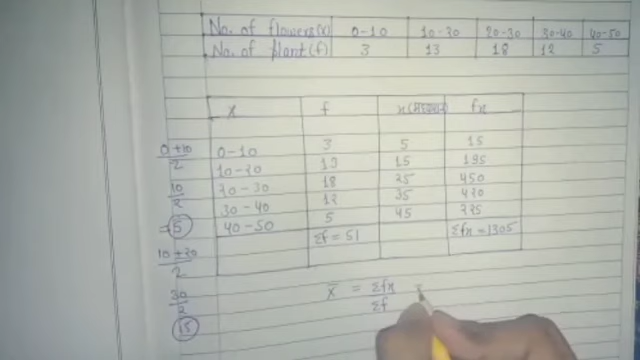 No. of flowers(x) 0-10 10-20 20-30 30-40 40-50
No. of plant(f) 3 13 18 12 5
x f x fx
0-10 3 5 15
10-20 13 15 195
20-30 18 25 450
30-40 12 35 420
40-50 5 45 225
Σf = 51 Σfx = 1305
0+10
2
10
2
=5
10+20
2
30
2
15
x̄ = Σfx
Σf